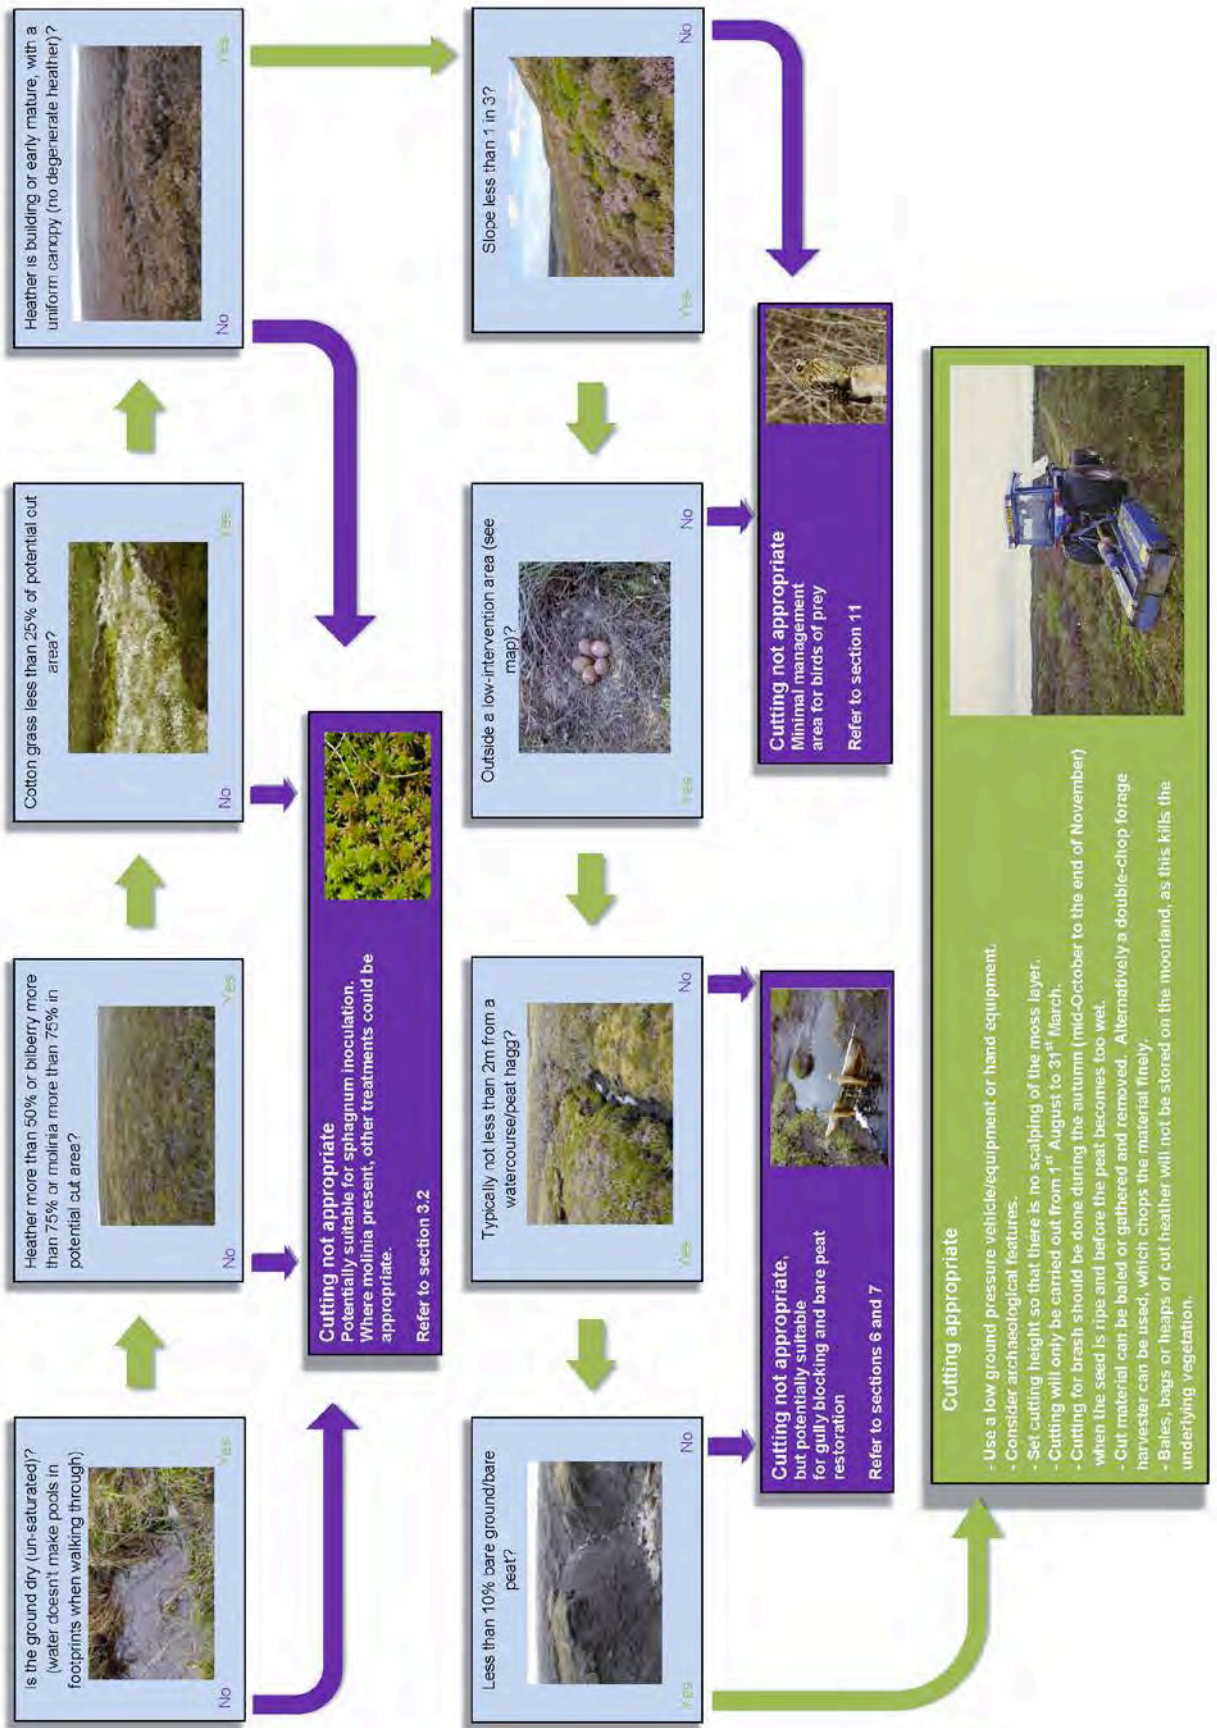 Is the ground dry (un-saturated)?
(water doesn't make pools in
footprints when walking through)
No
Yes
Heather more than 50% or bilberry more
than 75% or molinia more than 75% in
potential cut area?
No
Yes
Cotton grass less than 25% of potential cut
area?
No
Yes
Heather is building or early mature, with a
uniform canopy (no degenerate heather)?
No
Yes
Cutting not appropriate
Potentially suitable for sphagnum inoculation.
Where molinia present, other treatments could be
appropriate.
Refer to section 3.2
Less than 10% bare ground/bare
peat?
Yes
No
Typically not less than 2m from a
watercourse/peat hagg?
Yes
No
Outside a low-intervention area (see
map)?
Yes
No
Slope less than 1 in 3?
Yes
No
Cutting not appropriate,
but potentially suitable
for gully blocking and bare peat
restoration
Refer to sections 6 and 7
Cutting not appropriate
Minimal management
area for birds of prey
Refer to section 11
Cutting appropriate
- Use a low ground pressure vehicle/equipment or hand equipment.
- Consider archaeological features.
- Set cutting height so that there is no scalping of the moss layer.
- Cutting will only be carried out from 1st August to 31st March.
- Cutting for brash should be done during the autumn (mid-October to the end of November)
when the seed is ripe and before the peat becomes too wet.
- Cut material can be baled or gathered and removed. Alternatively a double-chop forage
harvester can be used, which chops the material finely.
- Bales, bags or heaps of cut heather will not be stored on the moorland, as this kills the
underlying vegetation.